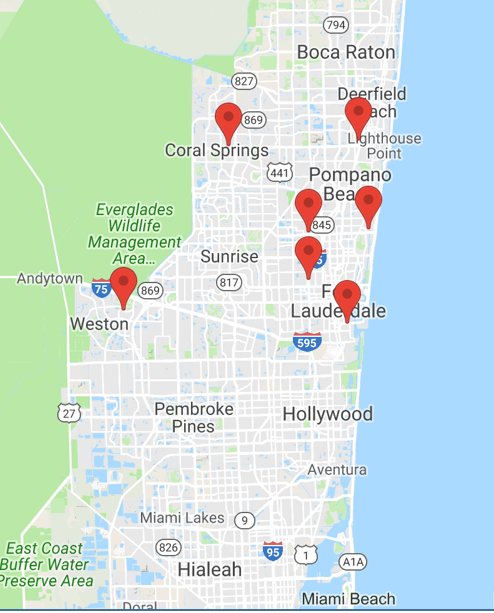 794
Boca Raton
827
Deerfield
869
Lighthouse
Point
Coral Springs
441
Pompano
Everglades
Wildlife
Management
Area...
845
Sunrise
Andytown
75
869
817
Weston
595
27
Pembroke
Pines
Hollywood
Aventura
Miami Lakes
9
826
95
1
A1A
East Coast
Buffer Water
Preserve Area
Hialeah
Miami Beach
Doral